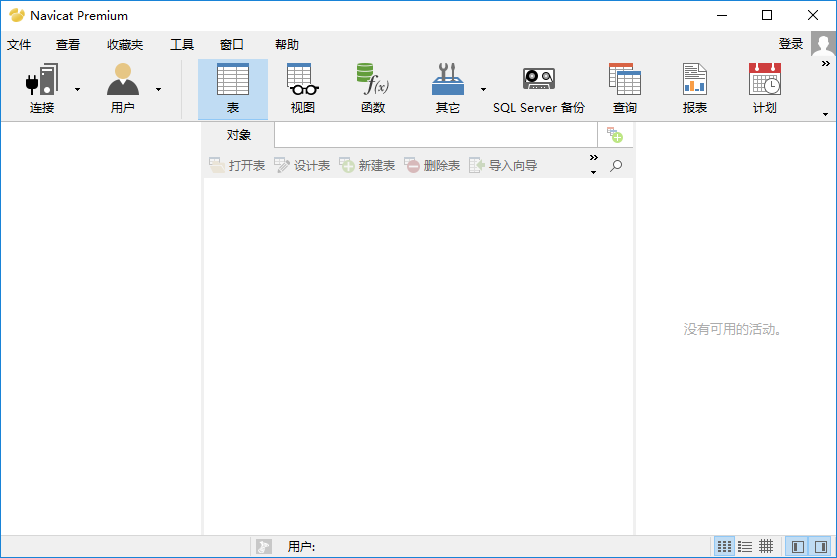 Navicat Premium
文件 查看 收藏夹 工具 窗口 帮助 登录
连接 用户 表 视图 函数 其它 SQL Server 备份 查询 报表 计划
对象
打开表 设计表 新建表 删除表 导入向导
没有可用的活动。
用户: